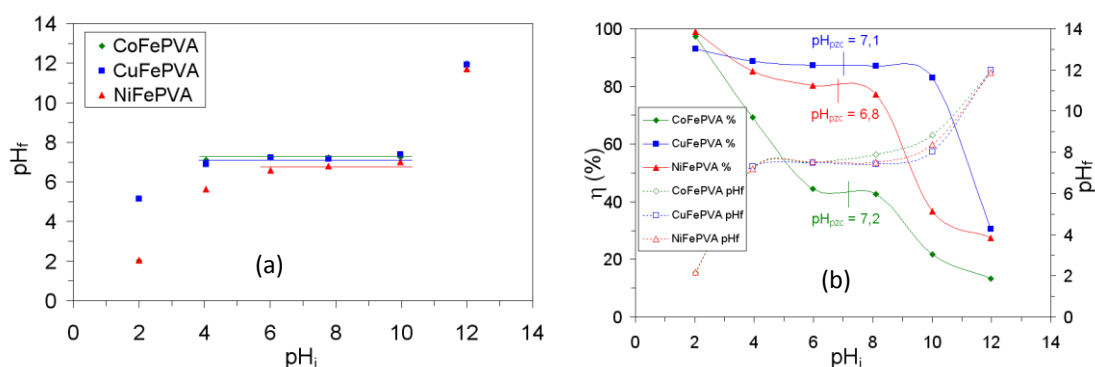 14
12
10
8
6
4
2
0
pHf
CoFePVA
CuFePVA
NiFePVA
(a)
0 2 4 6 8 10 12 14
pHi
100
80
60
40
20
0
η (%)
pHpzc = 7,1
pHpzc = 6,8
pHpzc = 7,2
CoFePVA %
CuFePVA %
NiFePVA %
CoFePVA pHf
CuFePVA pHf
NiFePVA pHf
(b)
0 2 4 6 8 10 12 14
pHi
14
12
10
8
6
4
2
0
pHf